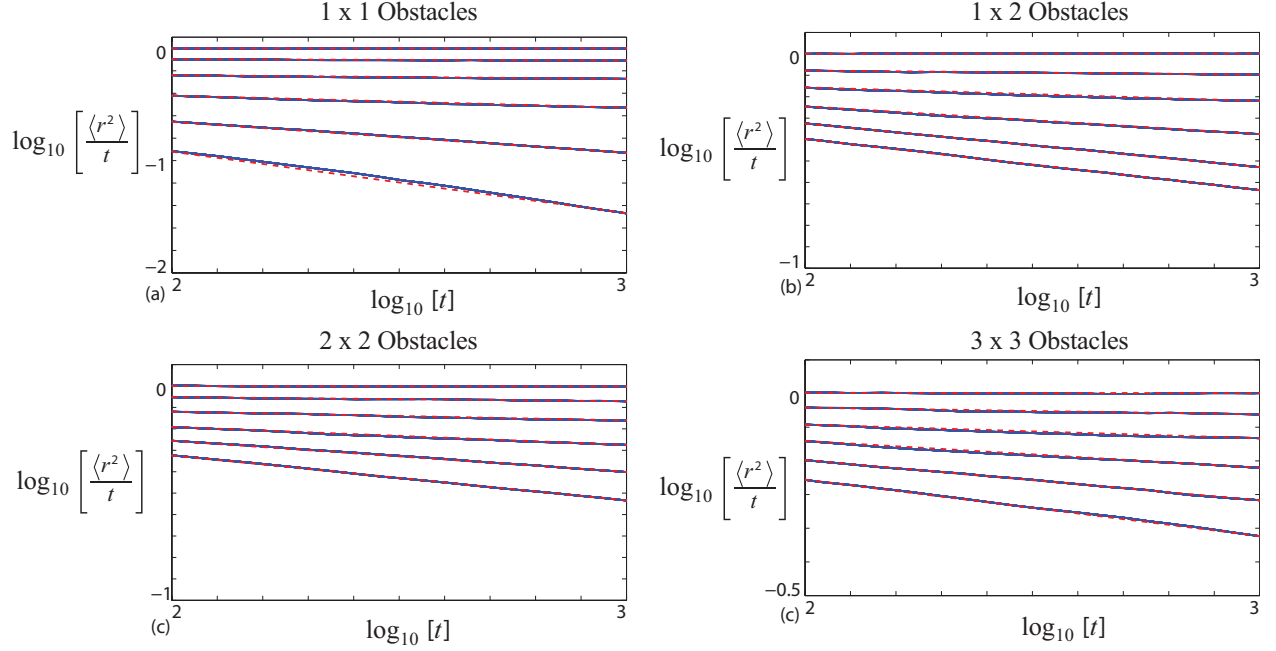 1 x 1 Obstacles
0
log₁₀ [⟨r²⟩/t]
−1
−2
2
3
(a)
log₁₀ [t]
1 x 2 Obstacles
0
log₁₀ [⟨r²⟩/t]
−1
2
3
(b)
log₁₀ [t]
2 x 2 Obstacles
0
log₁₀ [⟨r²⟩/t]
−1
2
3
(c)
log₁₀ [t]
3 x 3 Obstacles
0
log₁₀ [⟨r²⟩/t]
−0.5
2
3
(c)
log₁₀ [t]